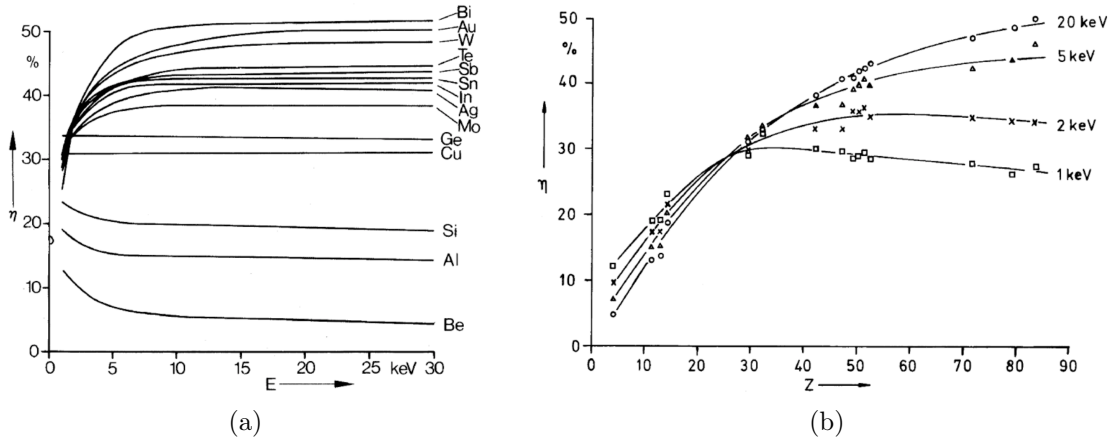 50
%
40
30
η
20
10
0
0
5
10
15
20
25
keV
30
E
Bi
Au
W
Te
Sb
Sn
In
Ag
Mo
Ge
Cu
Si
Al
Be
(a)
50
%
40
30
η
20
10
0
0
10
20
30
40
50
60
70
80
90
Z
20 keV
5 keV
2 keV
1 keV
(b)